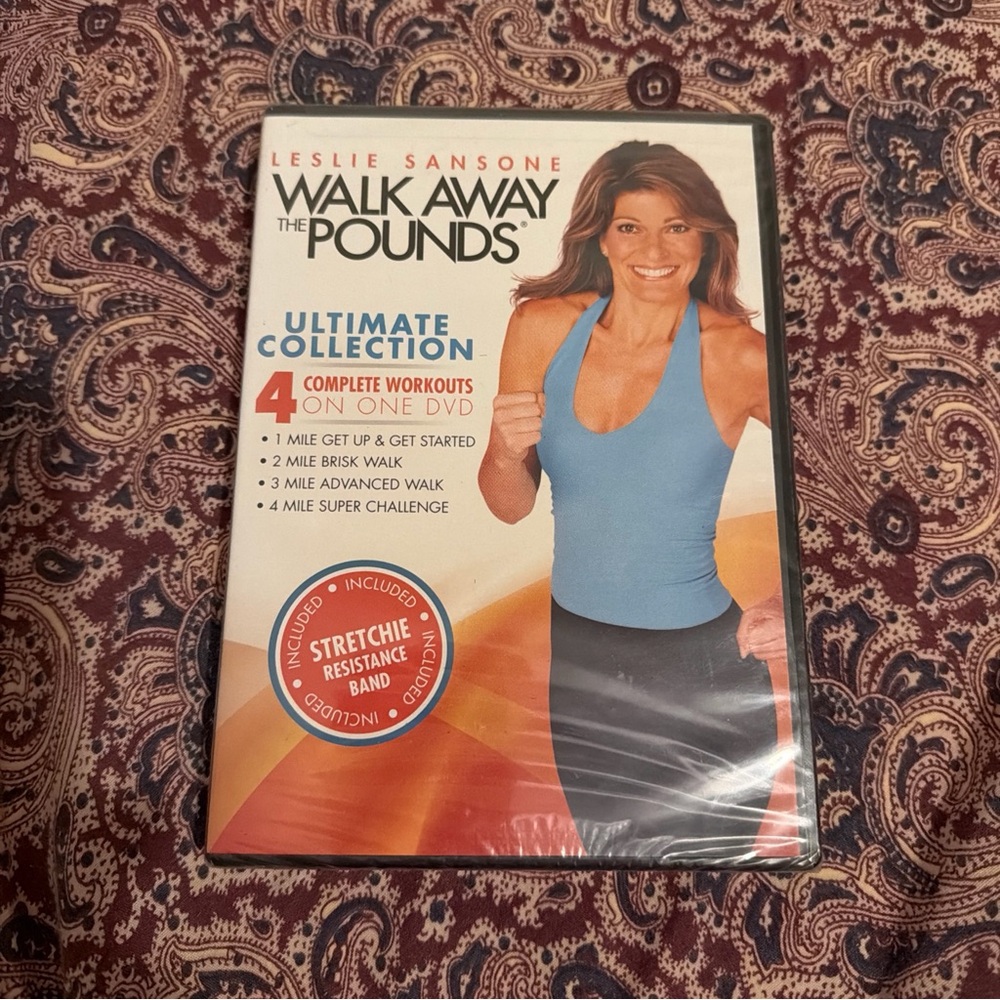 LESLIE SANSONE
WALK AWAY
THE POUNDS®
ULTIMATE
COLLECTION
4 COMPLETE WORKOUTS
ON ONE DVD
• 1 MILE GET UP & GET STARTED
• 2 MILE BRISK WALK
• 3 MILE ADVANCED WALK
• 4 MILE SUPER CHALLENGE
INCLUDED • INCLUDED • INCLUDED • INCLUDED •
STRETCHIE
RESISTANCE
BAND